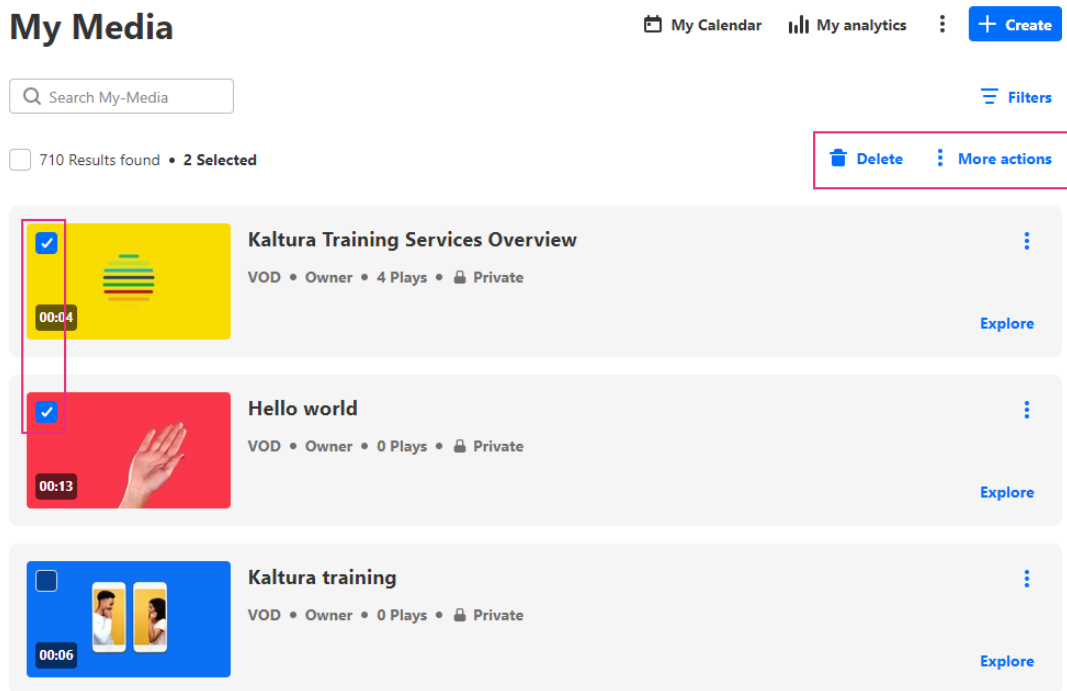 My Media
My Calendar My analytics Create
Search My-Media
Filters
710 Results found • 2 Selected
Delete More actions
Kaltura Training Services Overview
VOD • Owner • 4 Plays • Private
00:04
Explore
Hello world
VOD • Owner • 0 Plays • Private
00:13
Explore
Kaltura training
VOD • Owner • 0 Plays • Private
00:06
Explore